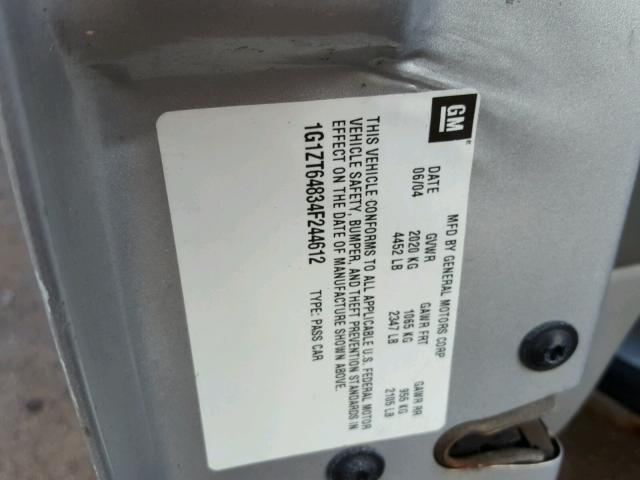 GM
MFD BY GENERAL MOTORS CORP
DATE GVWR GAWR FRT GAWR RR
06/04 2020 KG 1065 KG 955 KG
4452 LB 2347 LB 2105 LB
THIS VEHICLE CONFORMS TO ALL APPLICABLE U.S. FEDERAL MOTOR
VEHICLE SAFETY, BUMPER, AND THEFT PREVENTION STANDARDS IN
EFFECT ON THE DATE OF MANUFACTURE SHOWN ABOVE.
1G1ZT64834F244612 TYPE: PASS CAR